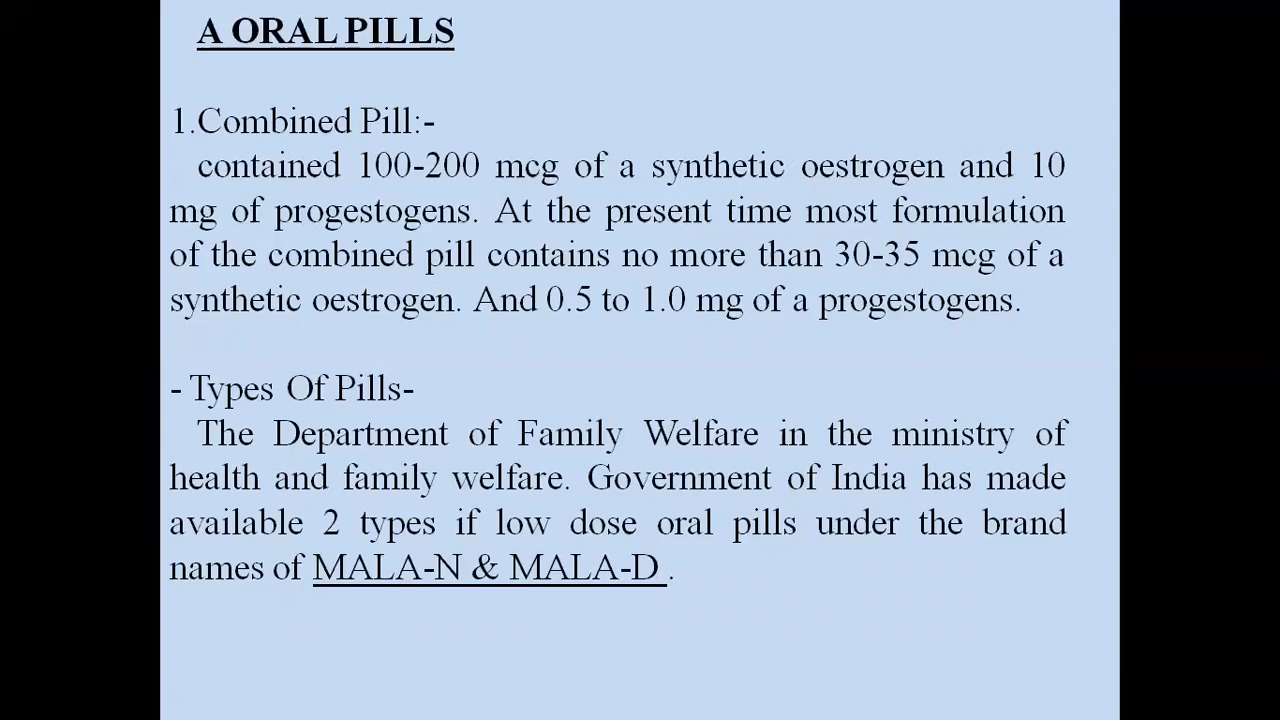 A ORAL PILLS
1.Combined Pill:-
contained 100-200 mcg of a synthetic oestrogen and 10
mg of progestogens. At the present time most formulation
of the combined pill contains no more than 30-35 mcg of a
synthetic oestrogen. And 0.5 to 1.0 mg of a progestogens.
- Types Of Pills-
The Department of Family Welfare in the ministry of
health and family welfare. Government of India has made
available 2 types if low dose oral pills under the brand
names of MALA-N & MALA-D .